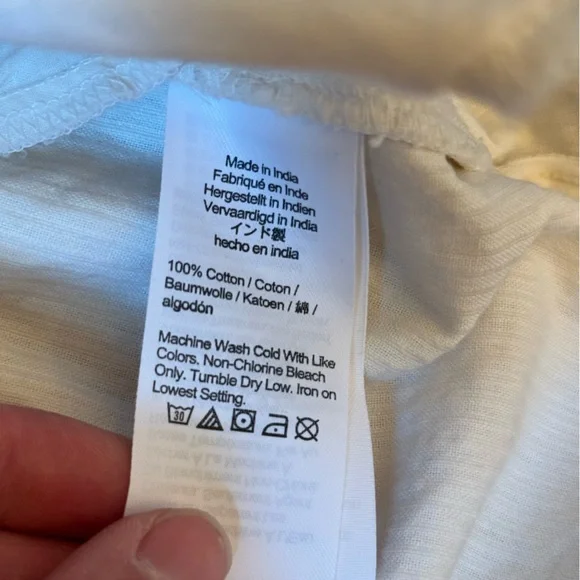 Made in India
Fabriqué en Inde
Hergestellt in Indien
Vervaardigd in India
インド製
hecho en india
100% Cotton / Coton /
Baumwolle / Katoen / 綿 /
algodón
Machine Wash Cold With Like
Colors. Non-Chlorine Bleach
Only. Tumble Dry Low. Iron on
Lowest Setting.
30